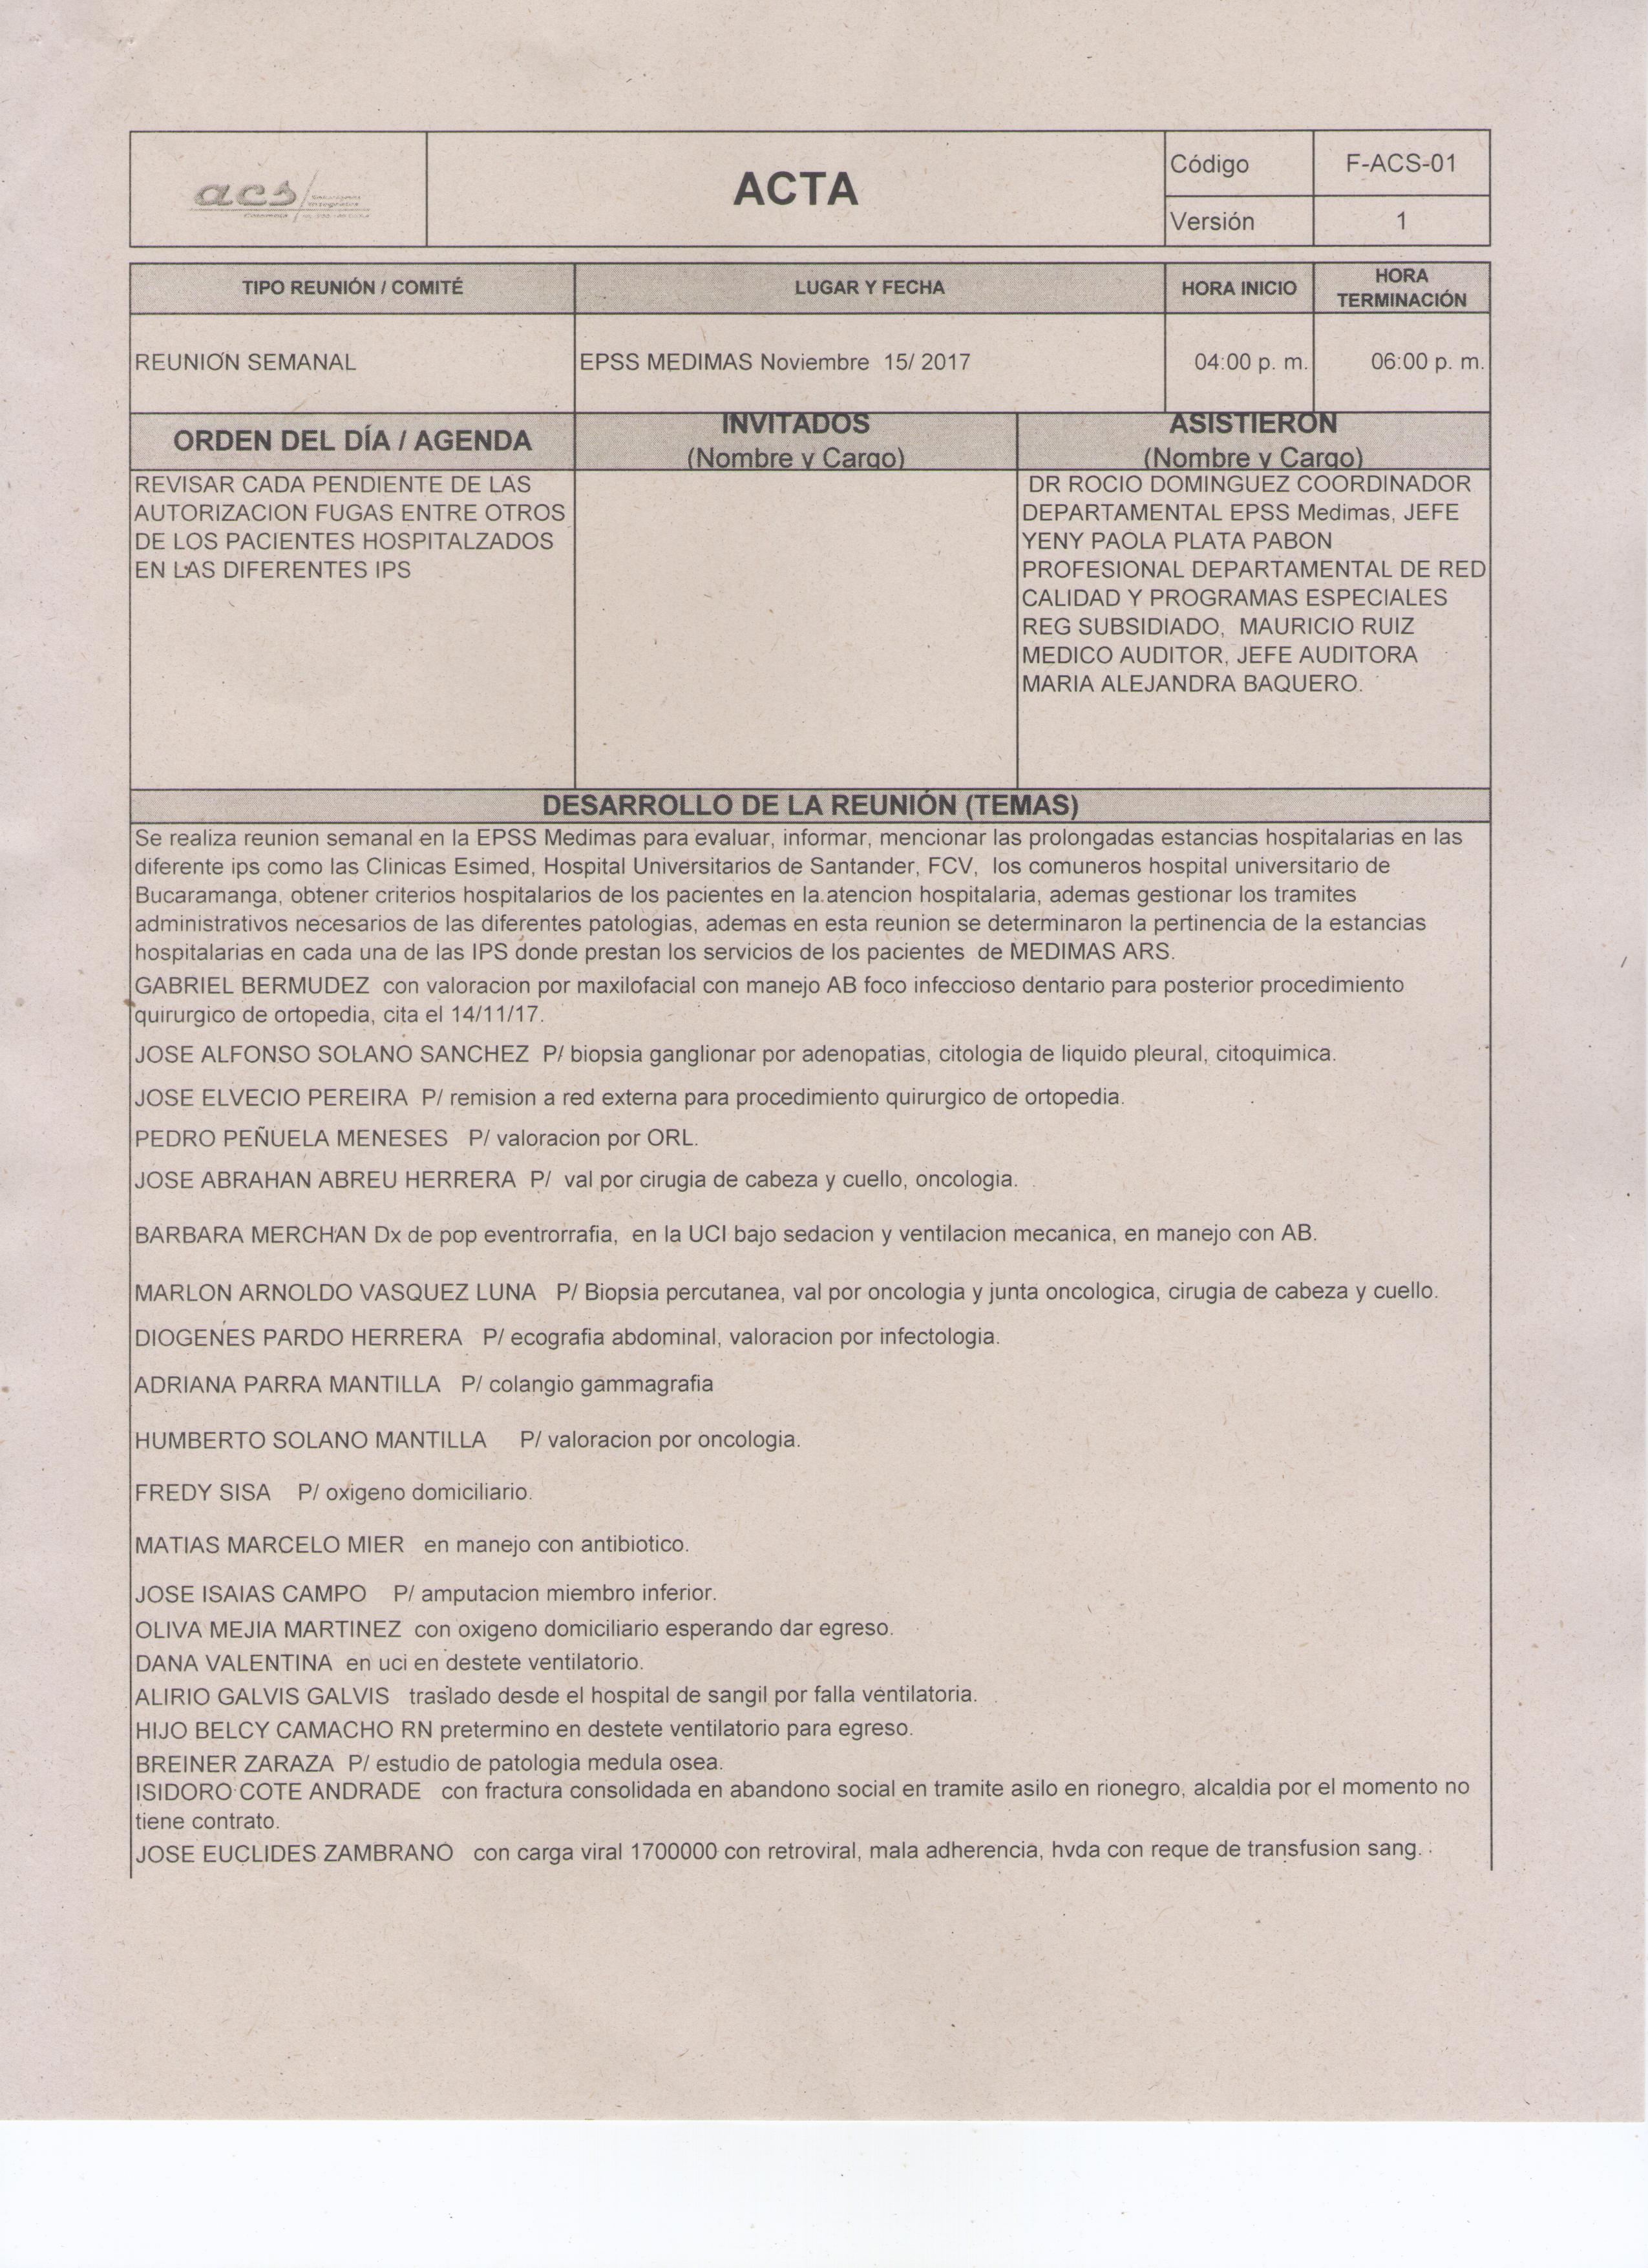 acs
ACTA
Código
F-ACS-01
Versión
1
TIPO REUNIÓN / COMITÉ
LUGAR Y FECHA
HORA INICIO
HORA
TERMINACIÓN
REUNION SEMANAL
EPSS MEDIMAS Noviembre 15/ 2017
04:00 p. m.
06:00 p. m.
ORDEN DEL DÍA / AGENDA
INVITADOS
(Nombre y Cargo)
ASISTIERON
(Nombre y Cargo)
REVISAR CADA PENDIENTE DE LAS
AUTORIZACION FUGAS ENTRE OTROS
DE LOS PACIENTES HOSPITALZADOS
EN LAS DIFERENTES IPS
DR ROCIO DOMINGUEZ COORDINADOR
DEPARTAMENTAL EPSS Medimas, JEFE
YENY PAOLA PLATA PABON
PROFESIONAL DEPARTAMENTAL DE RED
CALIDAD Y PROGRAMAS ESPECIALES
REG SUBSIDIADO, MAURICIO RUIZ
MEDICO AUDITOR, JEFE AUDITORA
MARIA ALEJANDRA BAQUERO.
DESARROLLO DE LA REUNIÓN (TEMAS)
Se realiza reunion semanal en la EPSS Medimas para evaluar, informar, mencionar las prolongadas estancias hospitalarias en las
diferente ips como las Clinicas Esimed, Hospital Universitarios de Santander, FCV, los comuneros hospital universitario de
Bucaramanga, obtener criterios hospitalarios de los pacientes en la atencion hospitalaria, ademas gestionar los tramites
administrativos necesarios de las diferentes patologias, ademas en esta reunion se determinaron la pertinencia de la estancias
hospitalarias en cada una de las IPS donde prestan los servicios de los pacientes de MEDIMAS ARS.
GABRIEL BERMUDEZ con valoracion por maxilofacial con manejo AB foco infeccioso dentario para posterior procedimiento
quirurgico de ortopedia, cita el 14/11/17.
JOSE ALFONSO SOLANO SANCHEZ P/ biopsia ganglionar por adenopatias, citologia de liquido pleural, citoquimica.
JOSE ELVECIO PEREIRA P/ remision a red externa para procedimiento quirurgico de ortopedia.
PEDRO PEÑUELA MENESES P/ valoracion por ORL.
JOSE ABRAHAN ABREU HERRERA P/ val por cirugia de cabeza y cuello, oncologia.
BARBARA MERCHAN Dx de pop eventrorrafia, en la UCI bajo sedacion y ventilacion mecanica, en manejo con AB.
MARLON ARNOLDO VASQUEZ LUNA P/ Biopsia percutanea, val por oncologia y junta oncologica, cirugia de cabeza y cuello.
DIOGENES PARDO HERRERA P/ ecografia abdominal, valoracion por infectologia.
ADRIANA PARRA MANTILLA P/ colangio gammagrafia
HUMBERTO SOLANO MANTILLA P/ valoracion por oncologia.
FREDY SISA P/ oxigeno domiciliario.
MATIAS MARCELO MIER en manejo con antibiotico.
JOSE ISAIAS CAMPO P/ amputacion miembro inferior.
OLIVA MEJIA MARTINEZ con oxigeno domiciliario esperando dar egreso.
DANA VALENTINA en uci en destete ventilatorio.
ALIRIO GALVIS GALVIS traslado desde el hospital de sangil por falla ventilatoria.
HIJO BELCY CAMACHO RN pretermino en destete ventilatorio para egreso.
BREINER ZARAZA P/ estudio de patologia medula osea.
ISIDORO COTE ANDRADE con fractura consolidada en abandono social en tramite asilo en rionegro, alcaldia por el momento no
tiene contrato.
JOSE EUCLIDES ZAMBRANO con carga viral 1700000 con retroviral, mala adherencia, hvda con reque de transfusion sang.